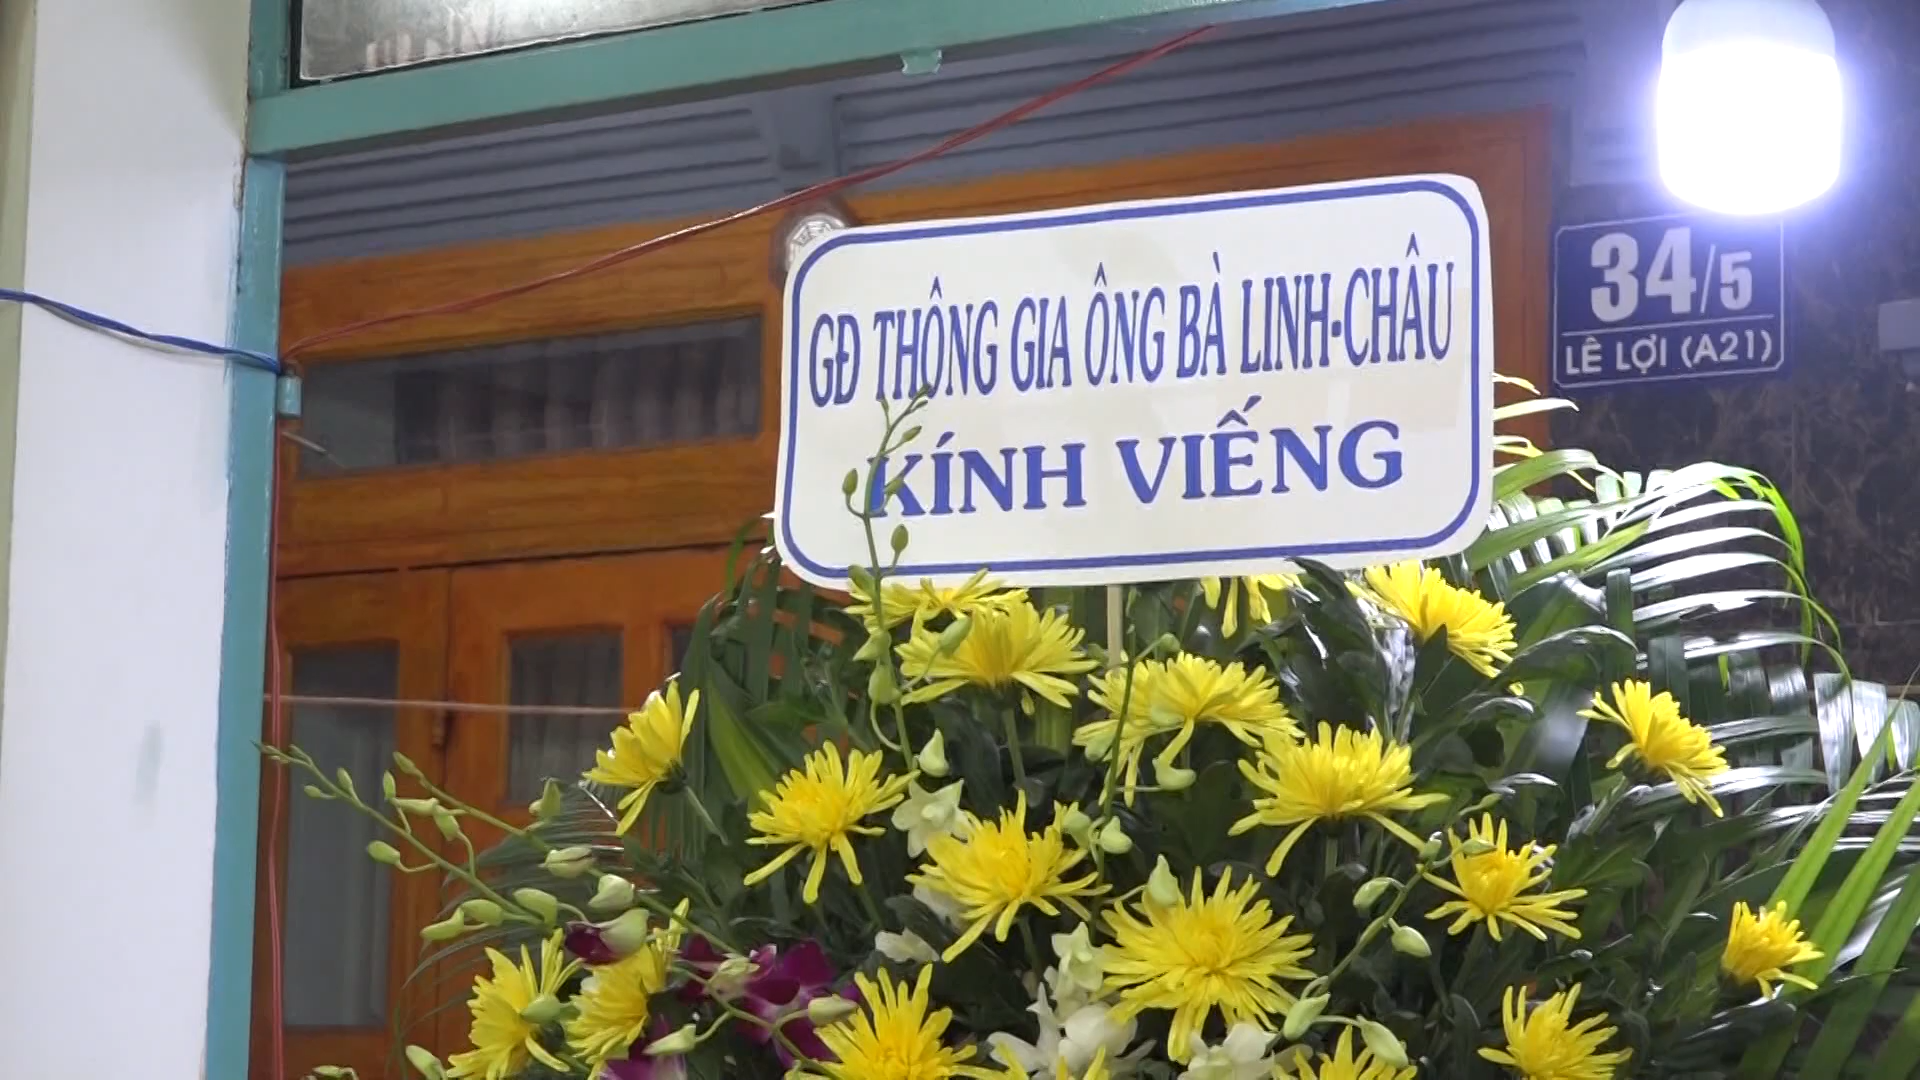 GĐ THÔNG GIA ÔNG BÀ LINH-CHÂU
KÍNH VIẾNG
34/5
LÊ LỢI (A21)